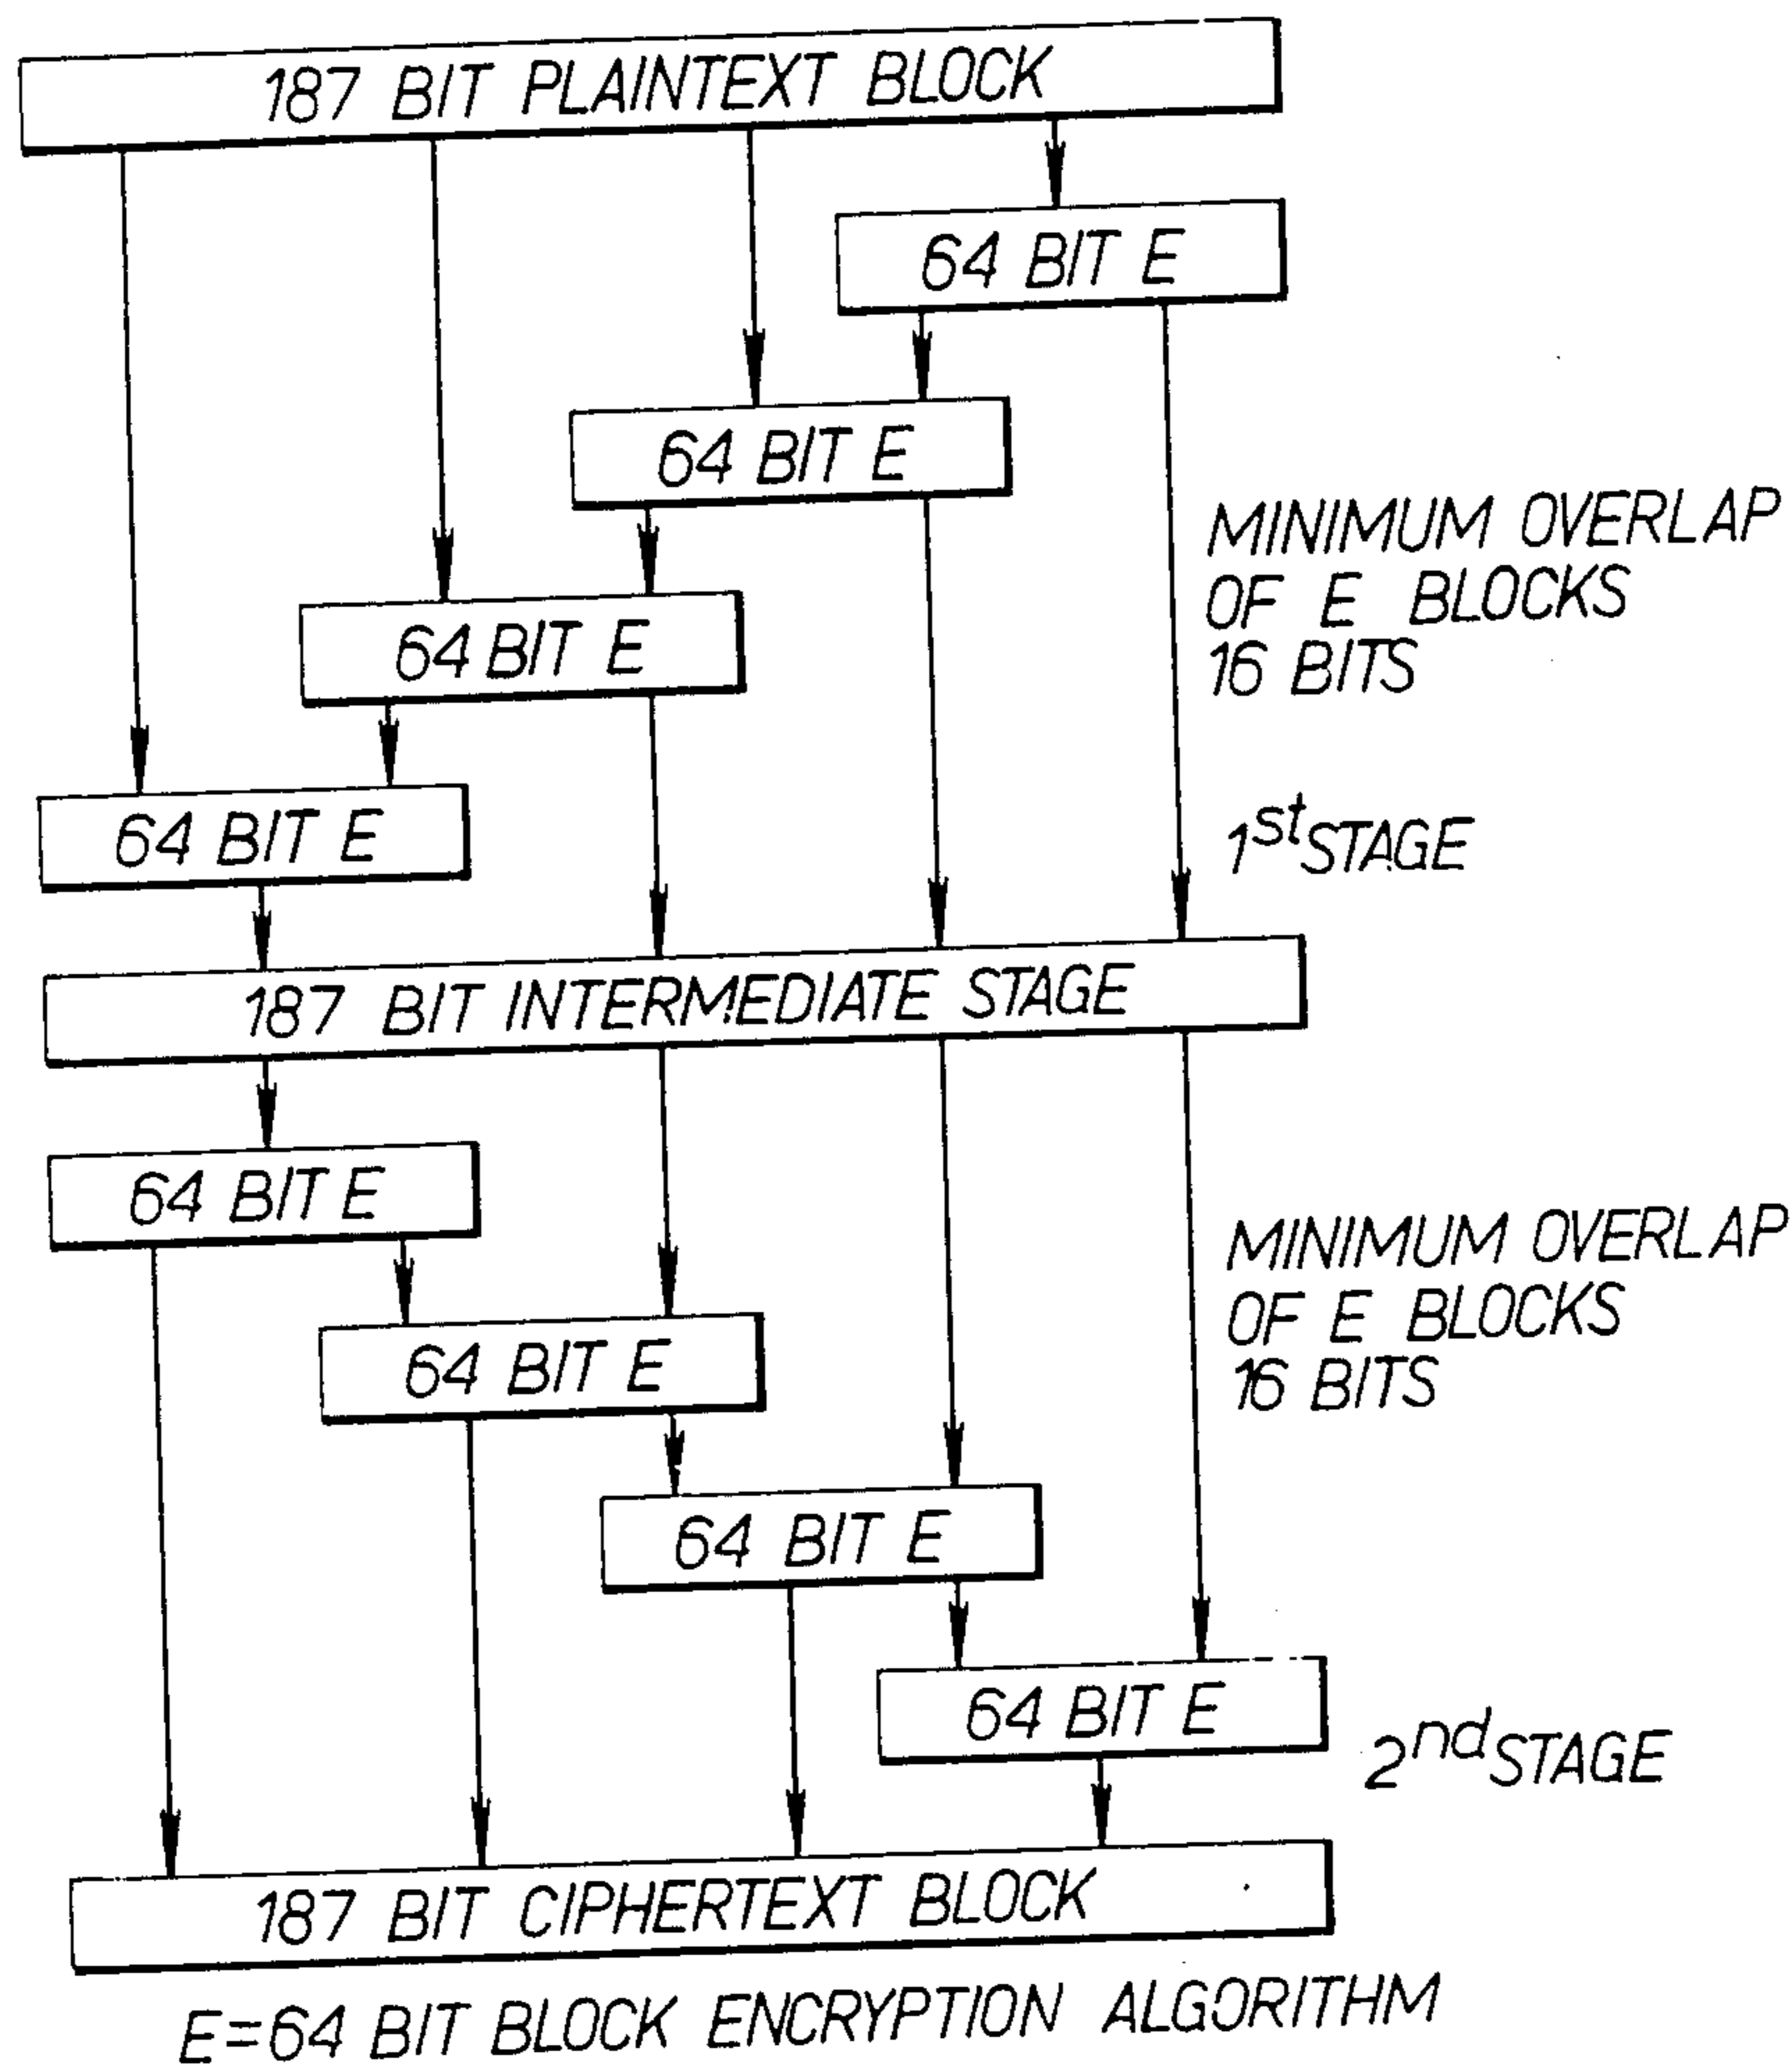 187 BIT PLAINTEXT BLOCK
64 BIT E
64 BIT E
MINIMUM OVERLAP
OF E BLOCKS
16 BITS
64 BIT E
64 BIT E
1st STAGE
187 BIT INTERMEDIATE STAGE
64 BIT E
MINIMUM OVERLAP
OF E BLOCKS
16 BITS
64 BIT E
64 BIT E
64 BIT E
2nd STAGE
187 BIT CIPHERTEXT BLOCK
E=64 BIT BLOCK ENCRYPTION ALGORITHM